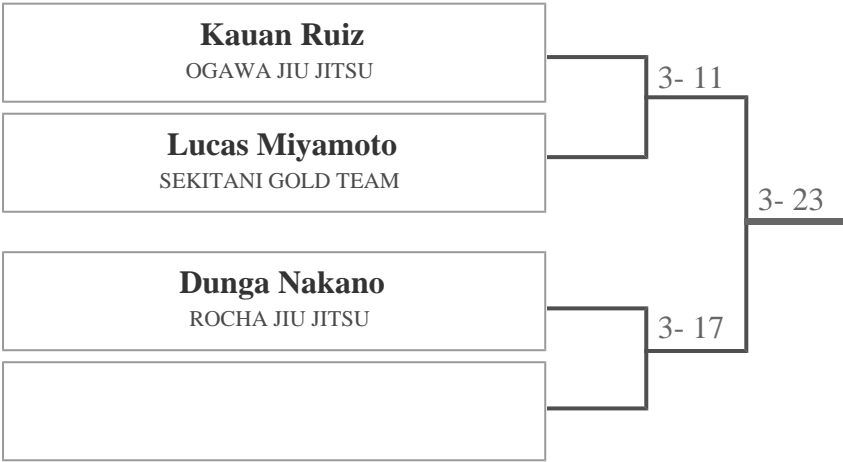 Kauan Ruiz
OGAWA JIU JITSU
3- 11
Lucas Miyamoto
SEKITANI GOLD TEAM
3- 23
Dunga Nakano
ROCHA JIU JITSU
3- 17